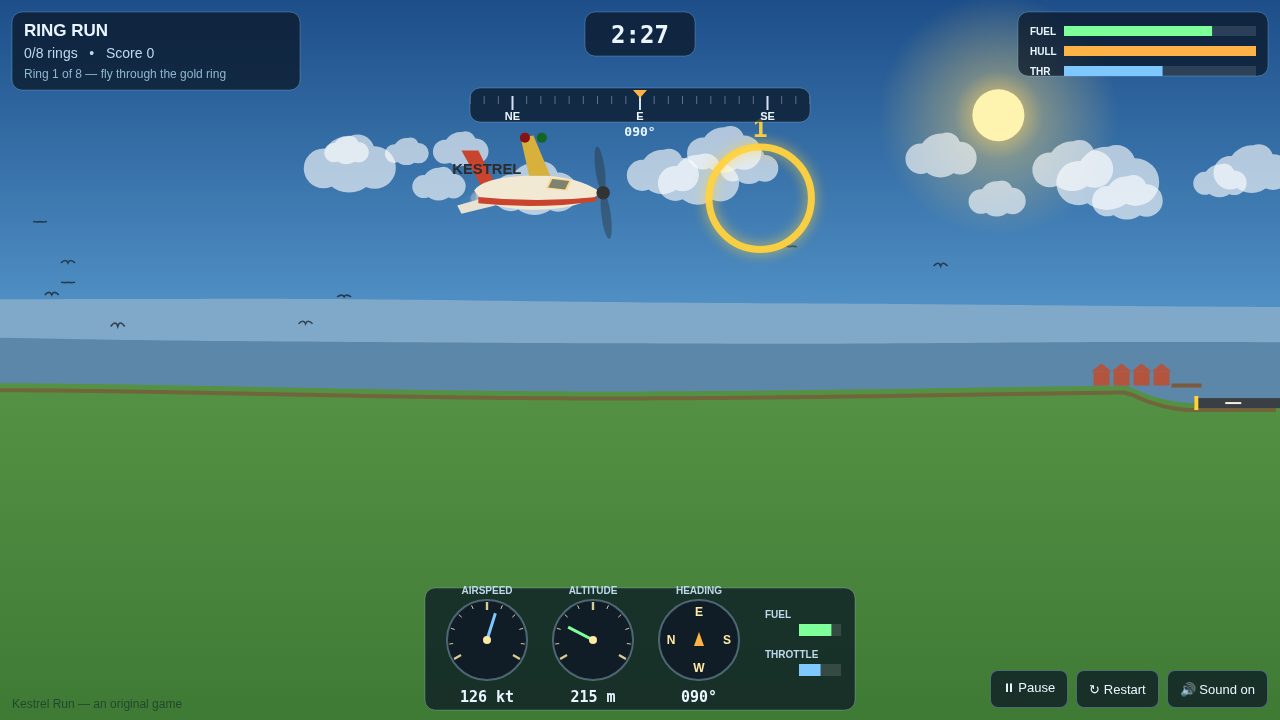 RING RUN
0/8 rings • Score 0
Ring 1 of 8 — fly through the gold ring
2:27
FUEL
HULL
THR
NE E SE
090°
1
KESTREL
AIRSPEED
126 kt
ALTITUDE
215 m
HEADING
E
N S
W
090°
FUEL
THROTTLE
Kestrel Run — an original game
⏸ Pause
↻ Restart
🔊 Sound on